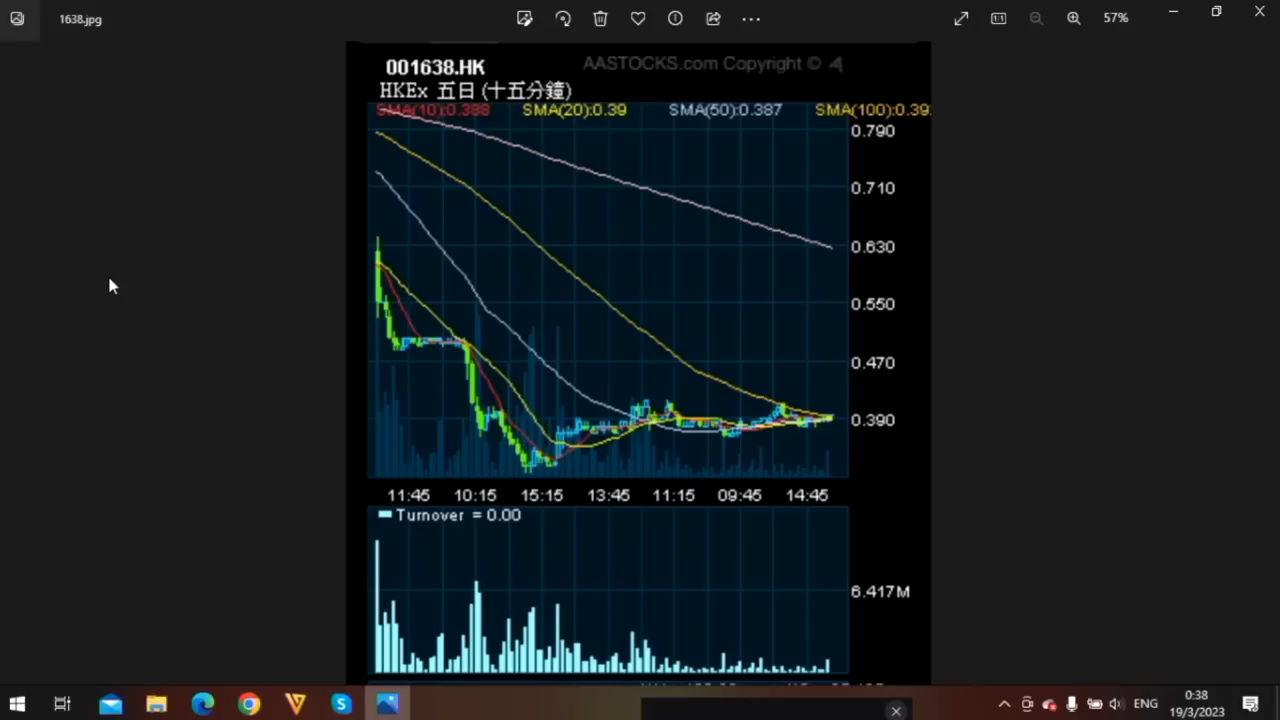 1638.jpg
57%
001638.HK
AASTOCKS.com Copyright ©
HKEx 五日 (十五分鐘)
SMA(10):0.388 SMA(20):0.39 SMA(50):0.387 SMA(100):0.39
0.790
0.710
0.630
0.550
0.470
0.390
11:45 10:15 15:15 13:45 11:15 09:45 14:45
Turnover = 0.00
6.417M
ENG
0:38
19/3/2023